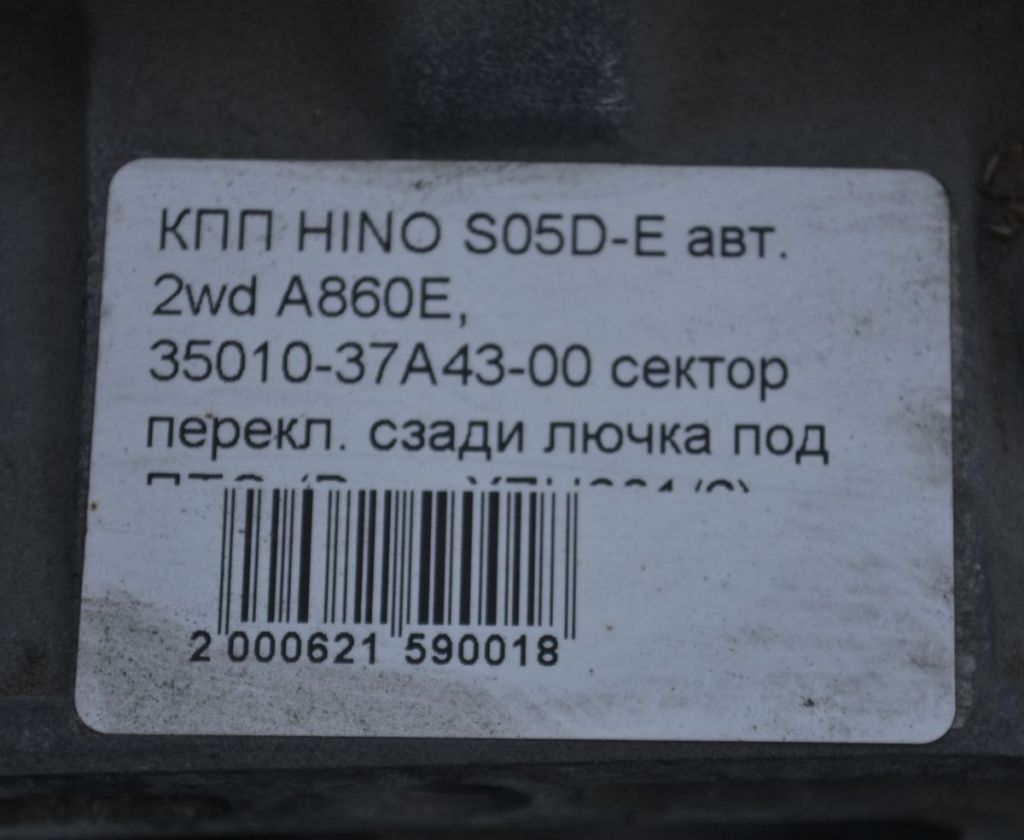 КПП HINO S05D-E авт.
2wd A860E,
35010-37A43-00 сектор
перекл. сзади лючка под
2 000621 590018